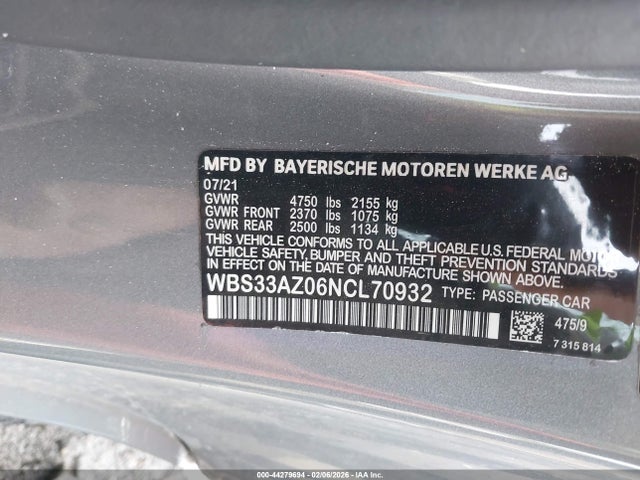 MFD BY BAYERISCHE MOTOREN WERKE AG
07/21
GVWR 4750 lbs 2155 kg
GVWR FRONT 2370 lbs 1075 kg
GVWR REAR 2500 lbs 1134 kg
THIS VEHICLE CONFORMS TO ALL APPLICABLE U.S. FEDERAL MOTOR
VEHICLE SAFETY, BUMPER AND THEFT PREVENTION STANDARDS
IN EFFECT ON THE DATE OF MANUFACTURE SHOWN ABOVE.
WBS33AZ06NCL70932 TYPE: PASSENGER CAR
475/9
7 315 814
000-44279694 | 02/06/2026 - IAA, Inc.